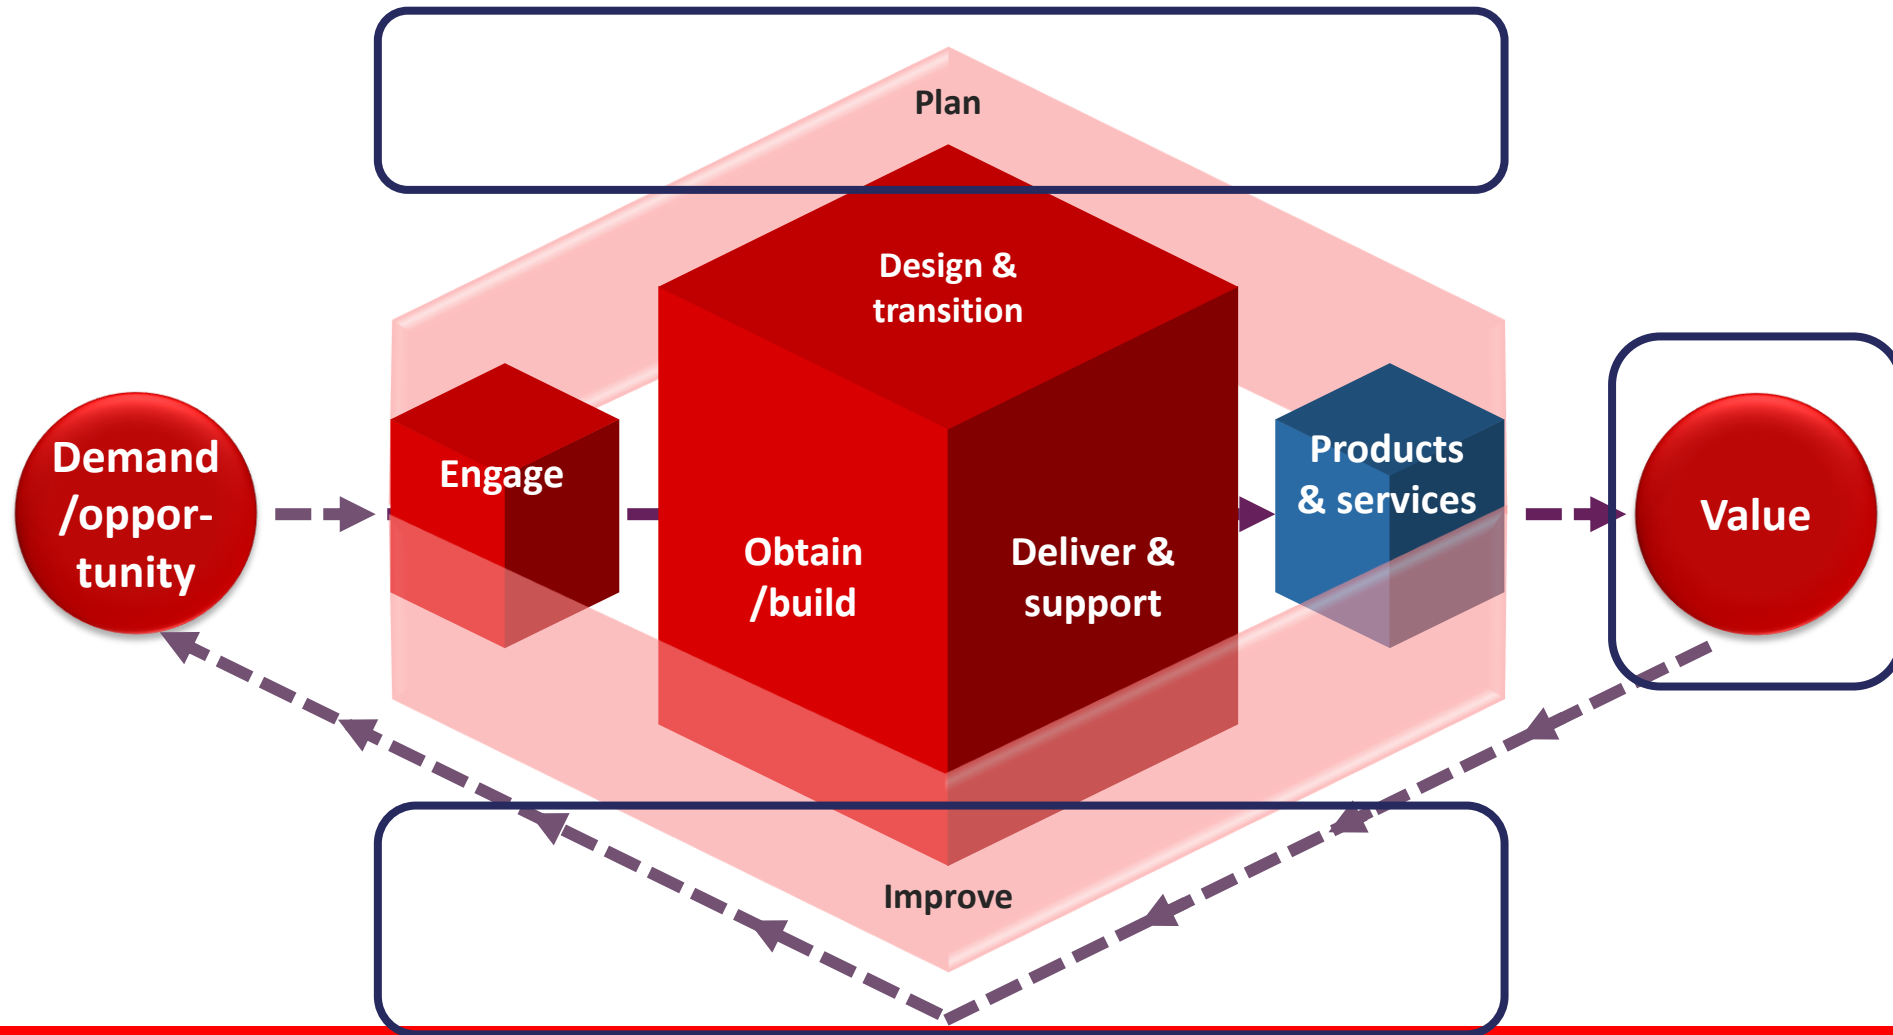 Plan
Design &
transition
Demand
/oppor-
tunity
Engage
Obtain
/build
Deliver &
support
Products
& services
Value
Improve